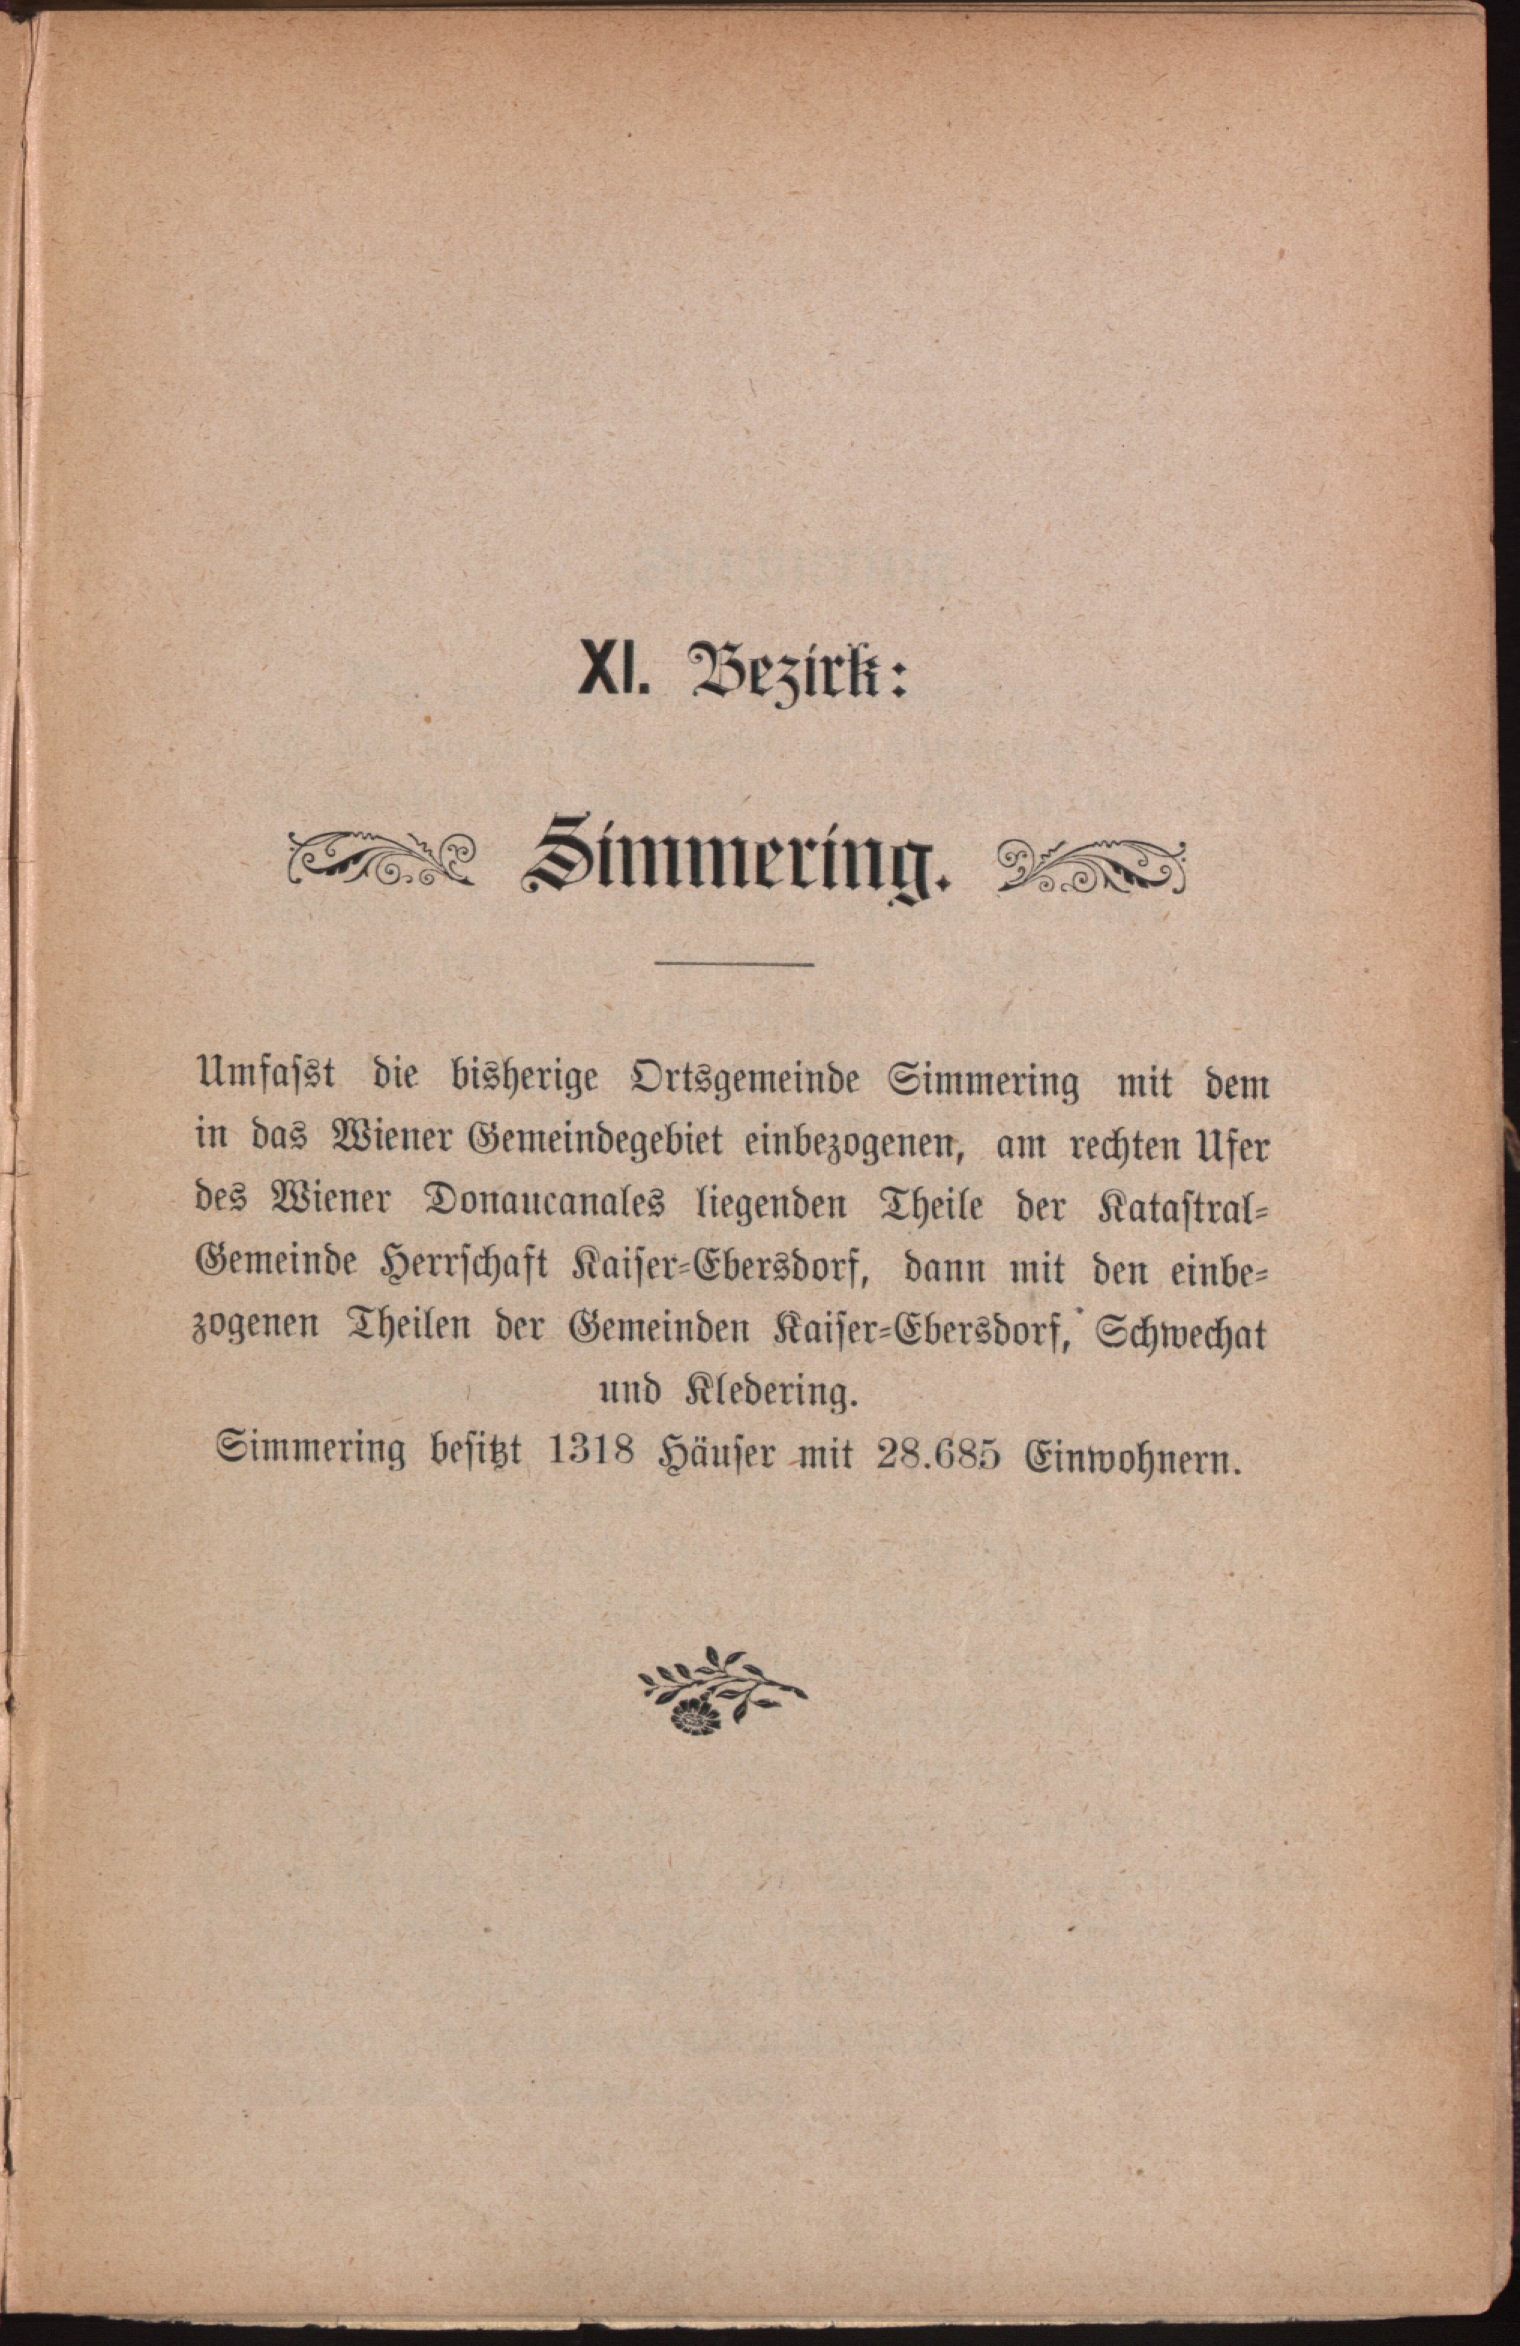 XI. Bezirk:
Simmering.
Umfaſst die bisherige Ortsgemeinde Simmering mit dem
in das Wiener Gemeindegebiet einbezogenen, am rechten Ufer
des Wiener Donaucanales liegenden Theile der Kataſtral-
Gemeinde Herrſchaft Kaiſer-Ebersdorf, dann mit den einbe-
zogenen Theilen der Gemeinden Kaiſer-Ebersdorf, Schwechat
und Kledering.
Simmering beſitzt 1318 Häuſer mit 28.685 Einwohnern.